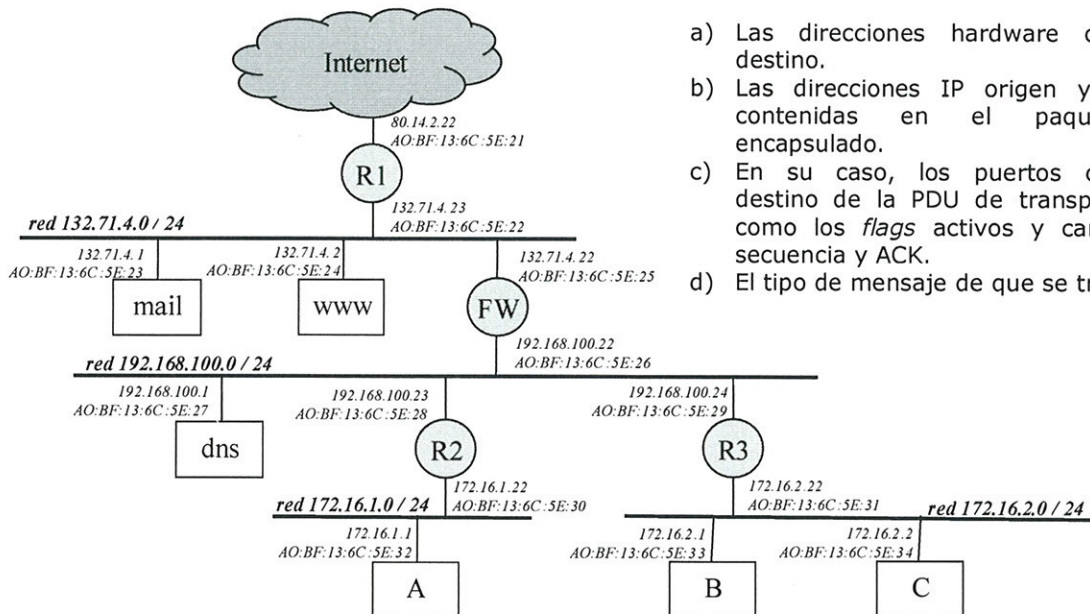 Internet
80.14.2.22
AO:BF:13:6C:5E:21
R1
132.71.4.23
AO:BF:13:6C:5E:22
red 132.71.4.0 / 24
132.71.4.1
AO:BF:13:6C:5E:23
mail
132.71.4.2
AO:BF:13:6C:5E:24
www
132.71.4.22
AO:BF:13:6C:5E:25
FW
192.168.100.22
AO:BF:13:6C:5E:26
red 192.168.100.0 / 24
192.168.100.1
AO:BF:13:6C:5E:27
dns
192.168.100.23
AO:BF:13:6C:5E:28
R2
192.168.100.24
AO:BF:13:6C:5E:29
R3
172.16.1.22
AO:BF:13:6C:5E:30
red 172.16.1.0 / 24
172.16.1.1
AO:BF:13:6C:5E:32
A
172.16.2.22
AO:BF:13:6C:5E:31
red 172.16.2.0 / 24
172.16.2.1
AO:BF:13:6C:5E:33
B
172.16.2.2
AO:BF:13:6C:5E:34
C
a) Las direcciones hardware
destino.
b) Las direcciones IP origen y
contenidas en el
encapsulado.
c) En su caso, los puertos
destino de la PDU de
como los flags activos y
secuencia y ACK.
d) El tipo de mensaje de que se